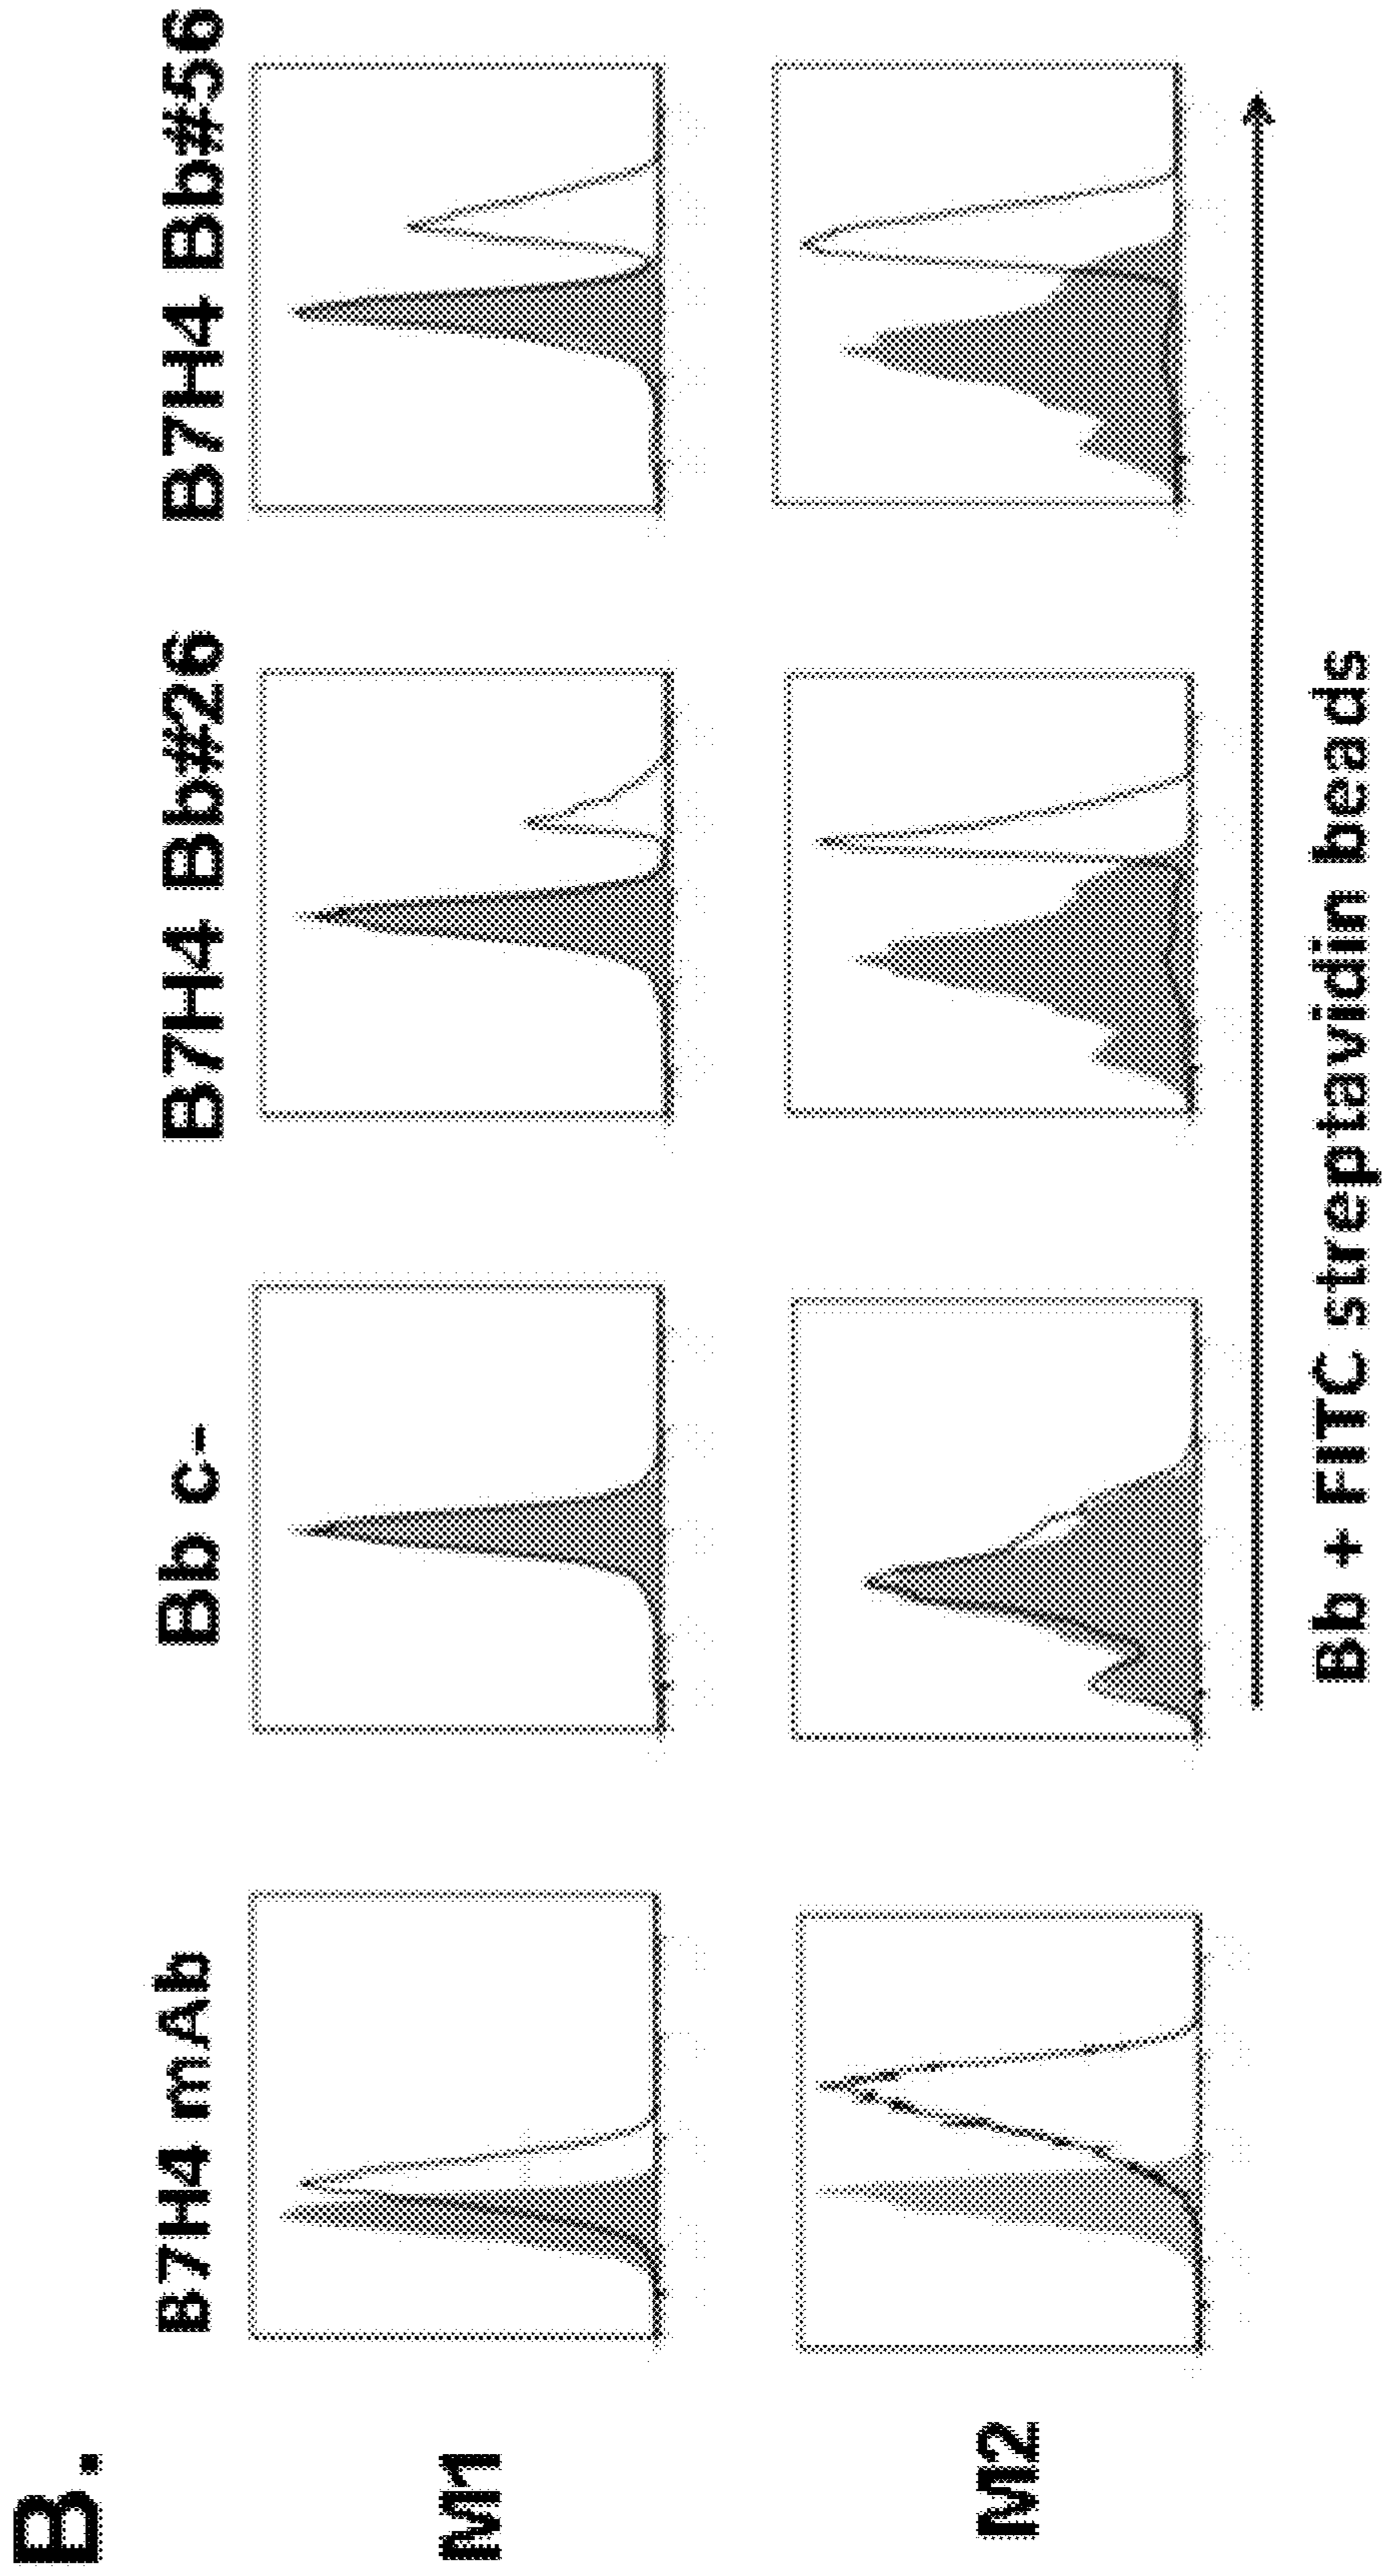 B.
B7H4 mAb
Bb c-
B7H4 Bb#26
B7H4 Bb#56
M1
M2
Bb + FITC streptavidin beads